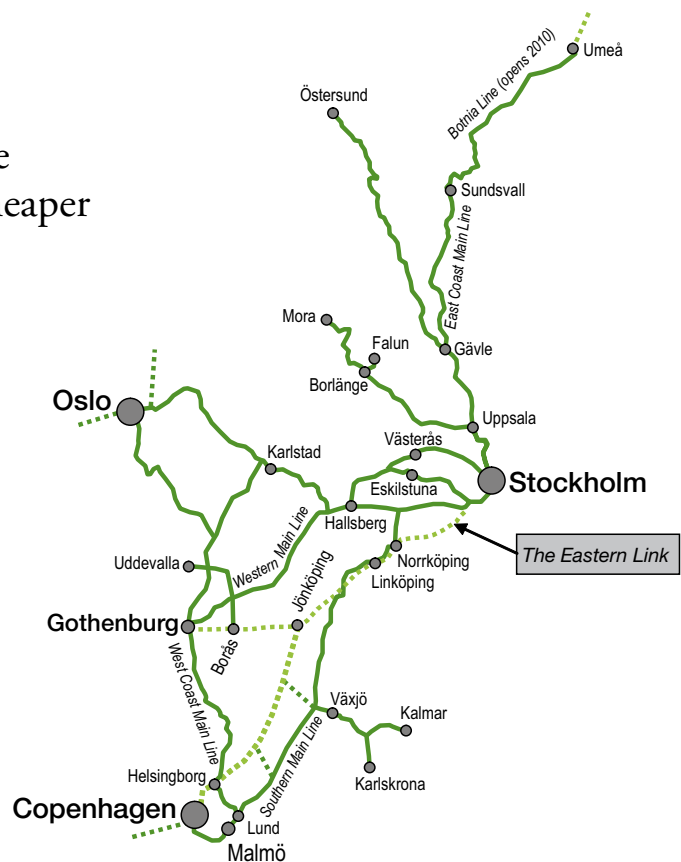 Umeå
Botnia Line (opens 2010)
Östersund
e
eaper
Sundsvall
East Coast Main Line
Mora
Falun
Gävle
Borlänge
Oslo
Uppsala
Västerås
Karlstad
Stockholm
Eskilstuna
Hallsberg
Western Main Line
The Eastern Link
Norrköping
Uddevalla
Linköping
Jönköping
Gothenburg
Borås
West Coast Main Line
Växjö
Kalmar
Southern Main Line
Helsingborg
Karlskrona
Copenhagen
Lund
Malmö